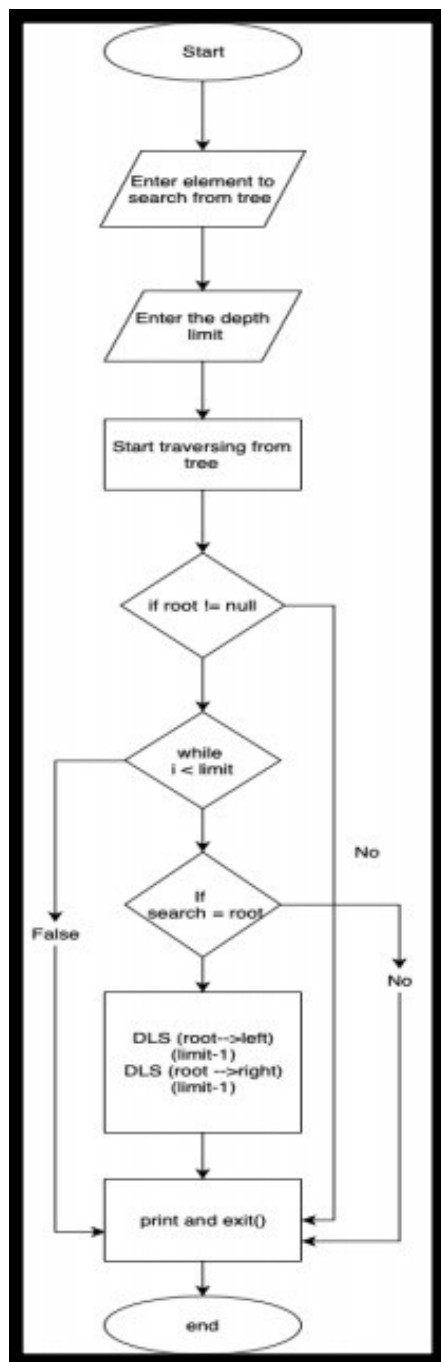 Start
Enter element to
search from tree
Enter the depth
limit
Start traversing from
tree
if root != null
while
i < limit
No
If
search = root
False
No
DLS (root-->left)
(limit-1)
DLS (root -->right)
(limit-1)
print and exit()
end